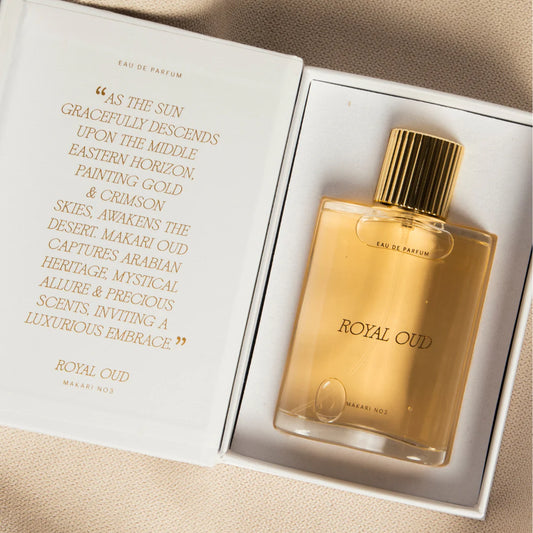 EAU DE PARFUM
“AS THE SUN
GRACEFULLY DESCENDS
UPON THE MIDDLE
EASTERN HORIZON,
PAINTING GOLD
& CRIMSON
SKIES, AWAKENS THE
DESERT. MAKARI OUD
CAPTURES ARABIAN
HERITAGE, MYSTICAL
ALLURE & PRECIOUS
SCENTS, INVITING A
LUXURIOUS EMBRACE.”
ROYAL OUD
MAKARI NO3
EAU DE PARFUM
ROYAL OUD
MAKARI NO3